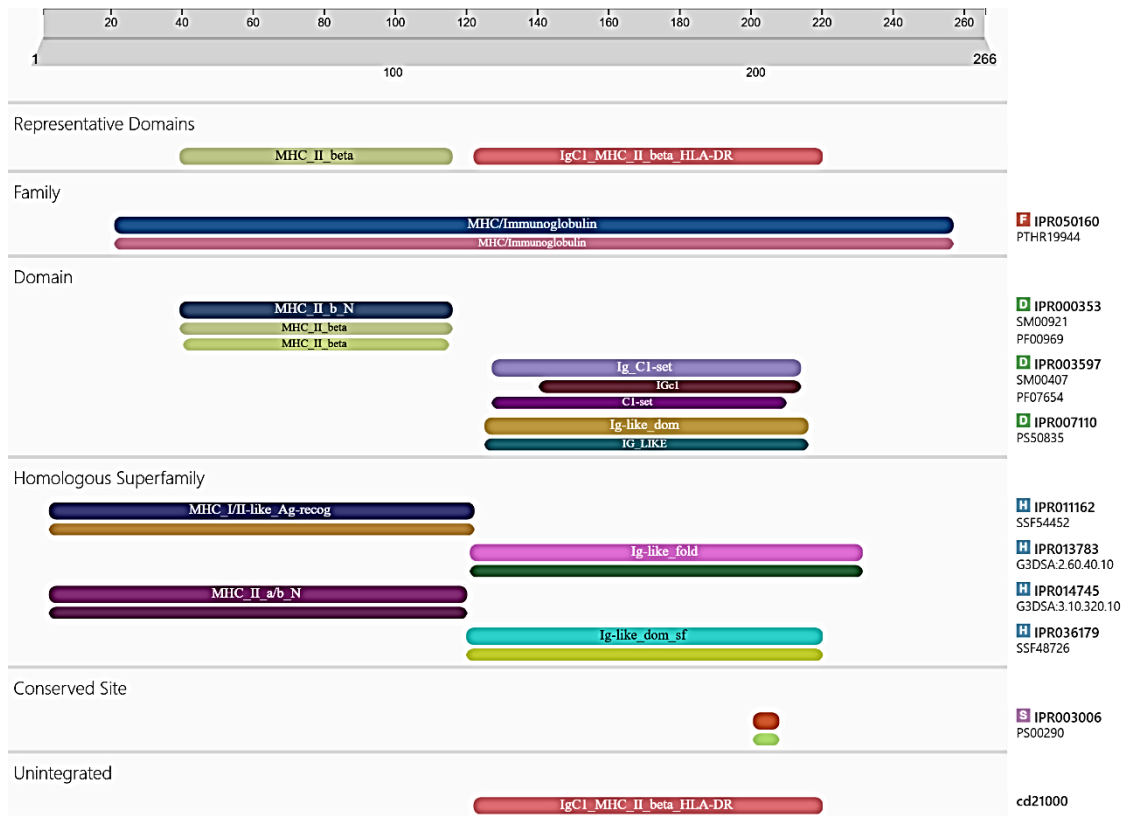 20 40 60 80 100 120 140 160 180 200 220 240 260
1 266
100 200
Representative Domains
MHC_II_beta IgC1_MHC_II_beta_HLA-DR
Family
MHC/Immunoglobulin F IPR050160
MHC/Immunoglobulin PTHR19944
Domain
MHC_II_b_N D IPR000353
MHC_II_beta SM00921
MHC_II_beta PF00969
Ig_C1-set D IPR003597
IGc1 SM00407
C1-set PF07654
Ig-like_dom D IPR007110
IG_LIKE PS50835
Homologous Superfamily
MHC_I/II-like_Ag-recog H IPR011162
SSF54452
Ig-like_fold H IPR013783
G3DSA:2.60.40.10
MHC_II_a/b_N H IPR014745
G3DSA:3.10.320.10
Ig-like_dom_sf H IPR036179
SSF48726
Conserved Site
S IPR003006
PS00290
Unintegrated
IgC1_MHC_II_beta_HLA-DR cd21000